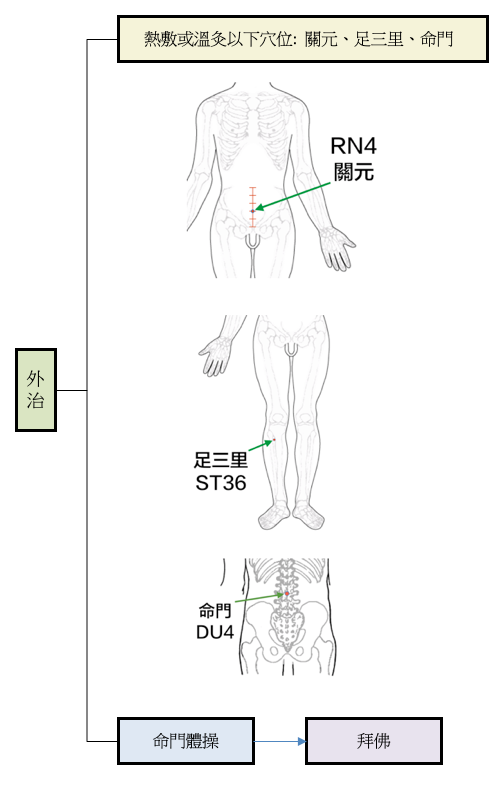 熱敷或溫灸以下穴位: 關元、足三里、命門
RN4
關元
外
治
足三里
ST36
命門
DU4
命門體操
拜佛